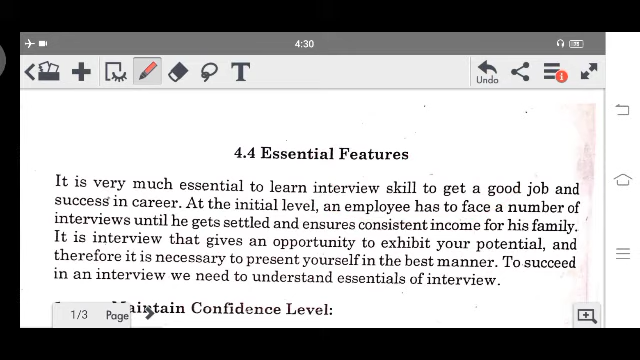 4:30
Undo
4.4 Essential Features
It is very much essential to learn interview skill to get a good job and
success in career. At the initial level, an employee has to face a number of
interviews until he gets settled and ensures consistent income for his family.
It is interview that gives an opportunity to exhibit your potential, and
therefore it is necessary to present yourself in the best manner. To succeed
in an interview we need to understand essentials of interview.
Maintain Confidence Level:
1/3 Page